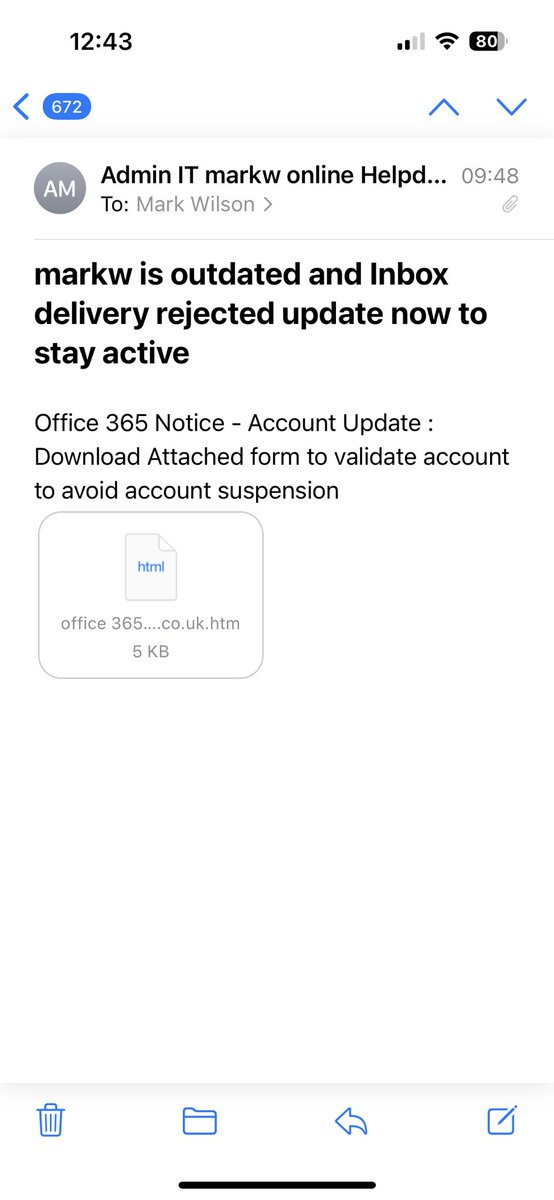 12:43
80
672
AM
Admin IT markw online Helpd...
09:48
To: Mark Wilson
markw is outdated and Inbox
delivery rejected update now to
stay active
Office 365 Notice - Account Update :
Download Attached form to validate account
to avoid account suspension
html
office 365....co.uk.htm
5 KB